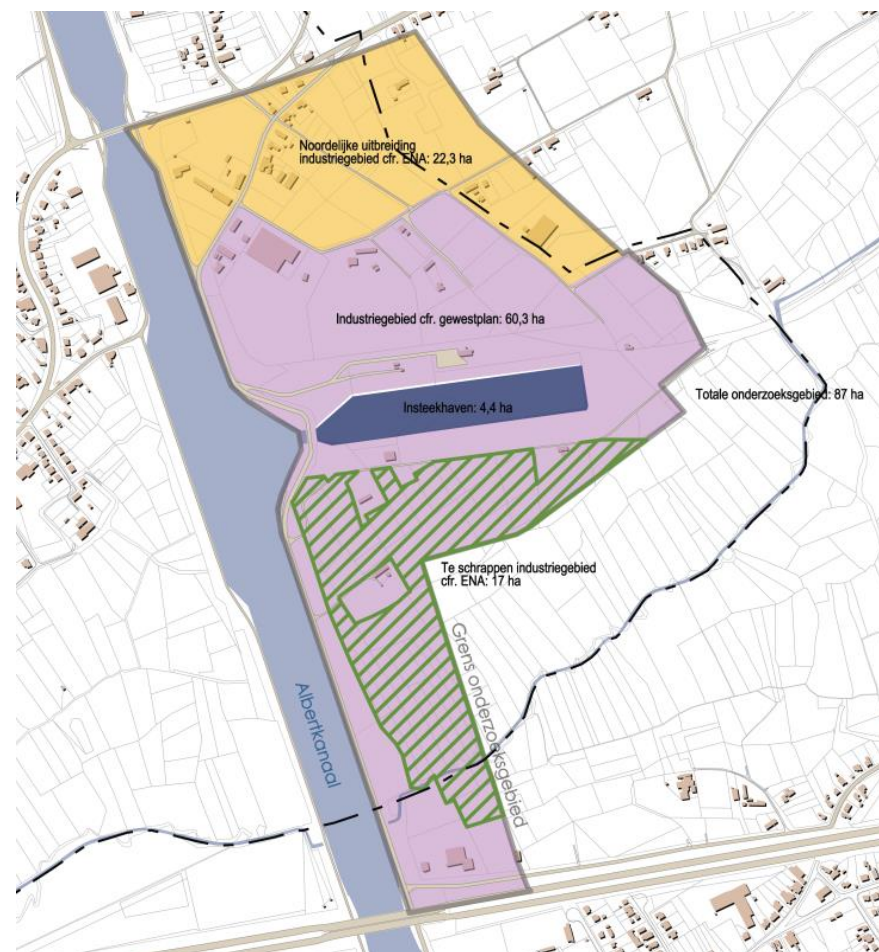 Noordelijke uitbreiding
industriegebied cfr. ENA: 22,3 ha
Industriegebied cfr. gewestplan: 60,3 ha
Totale onderzoeksgebied: 87 ha
Insteekhaven: 4,4 ha
Te schrappen industriegebied
cfr. ENA: 17 ha
Grens onderzoeksgebied
Albertkanaal